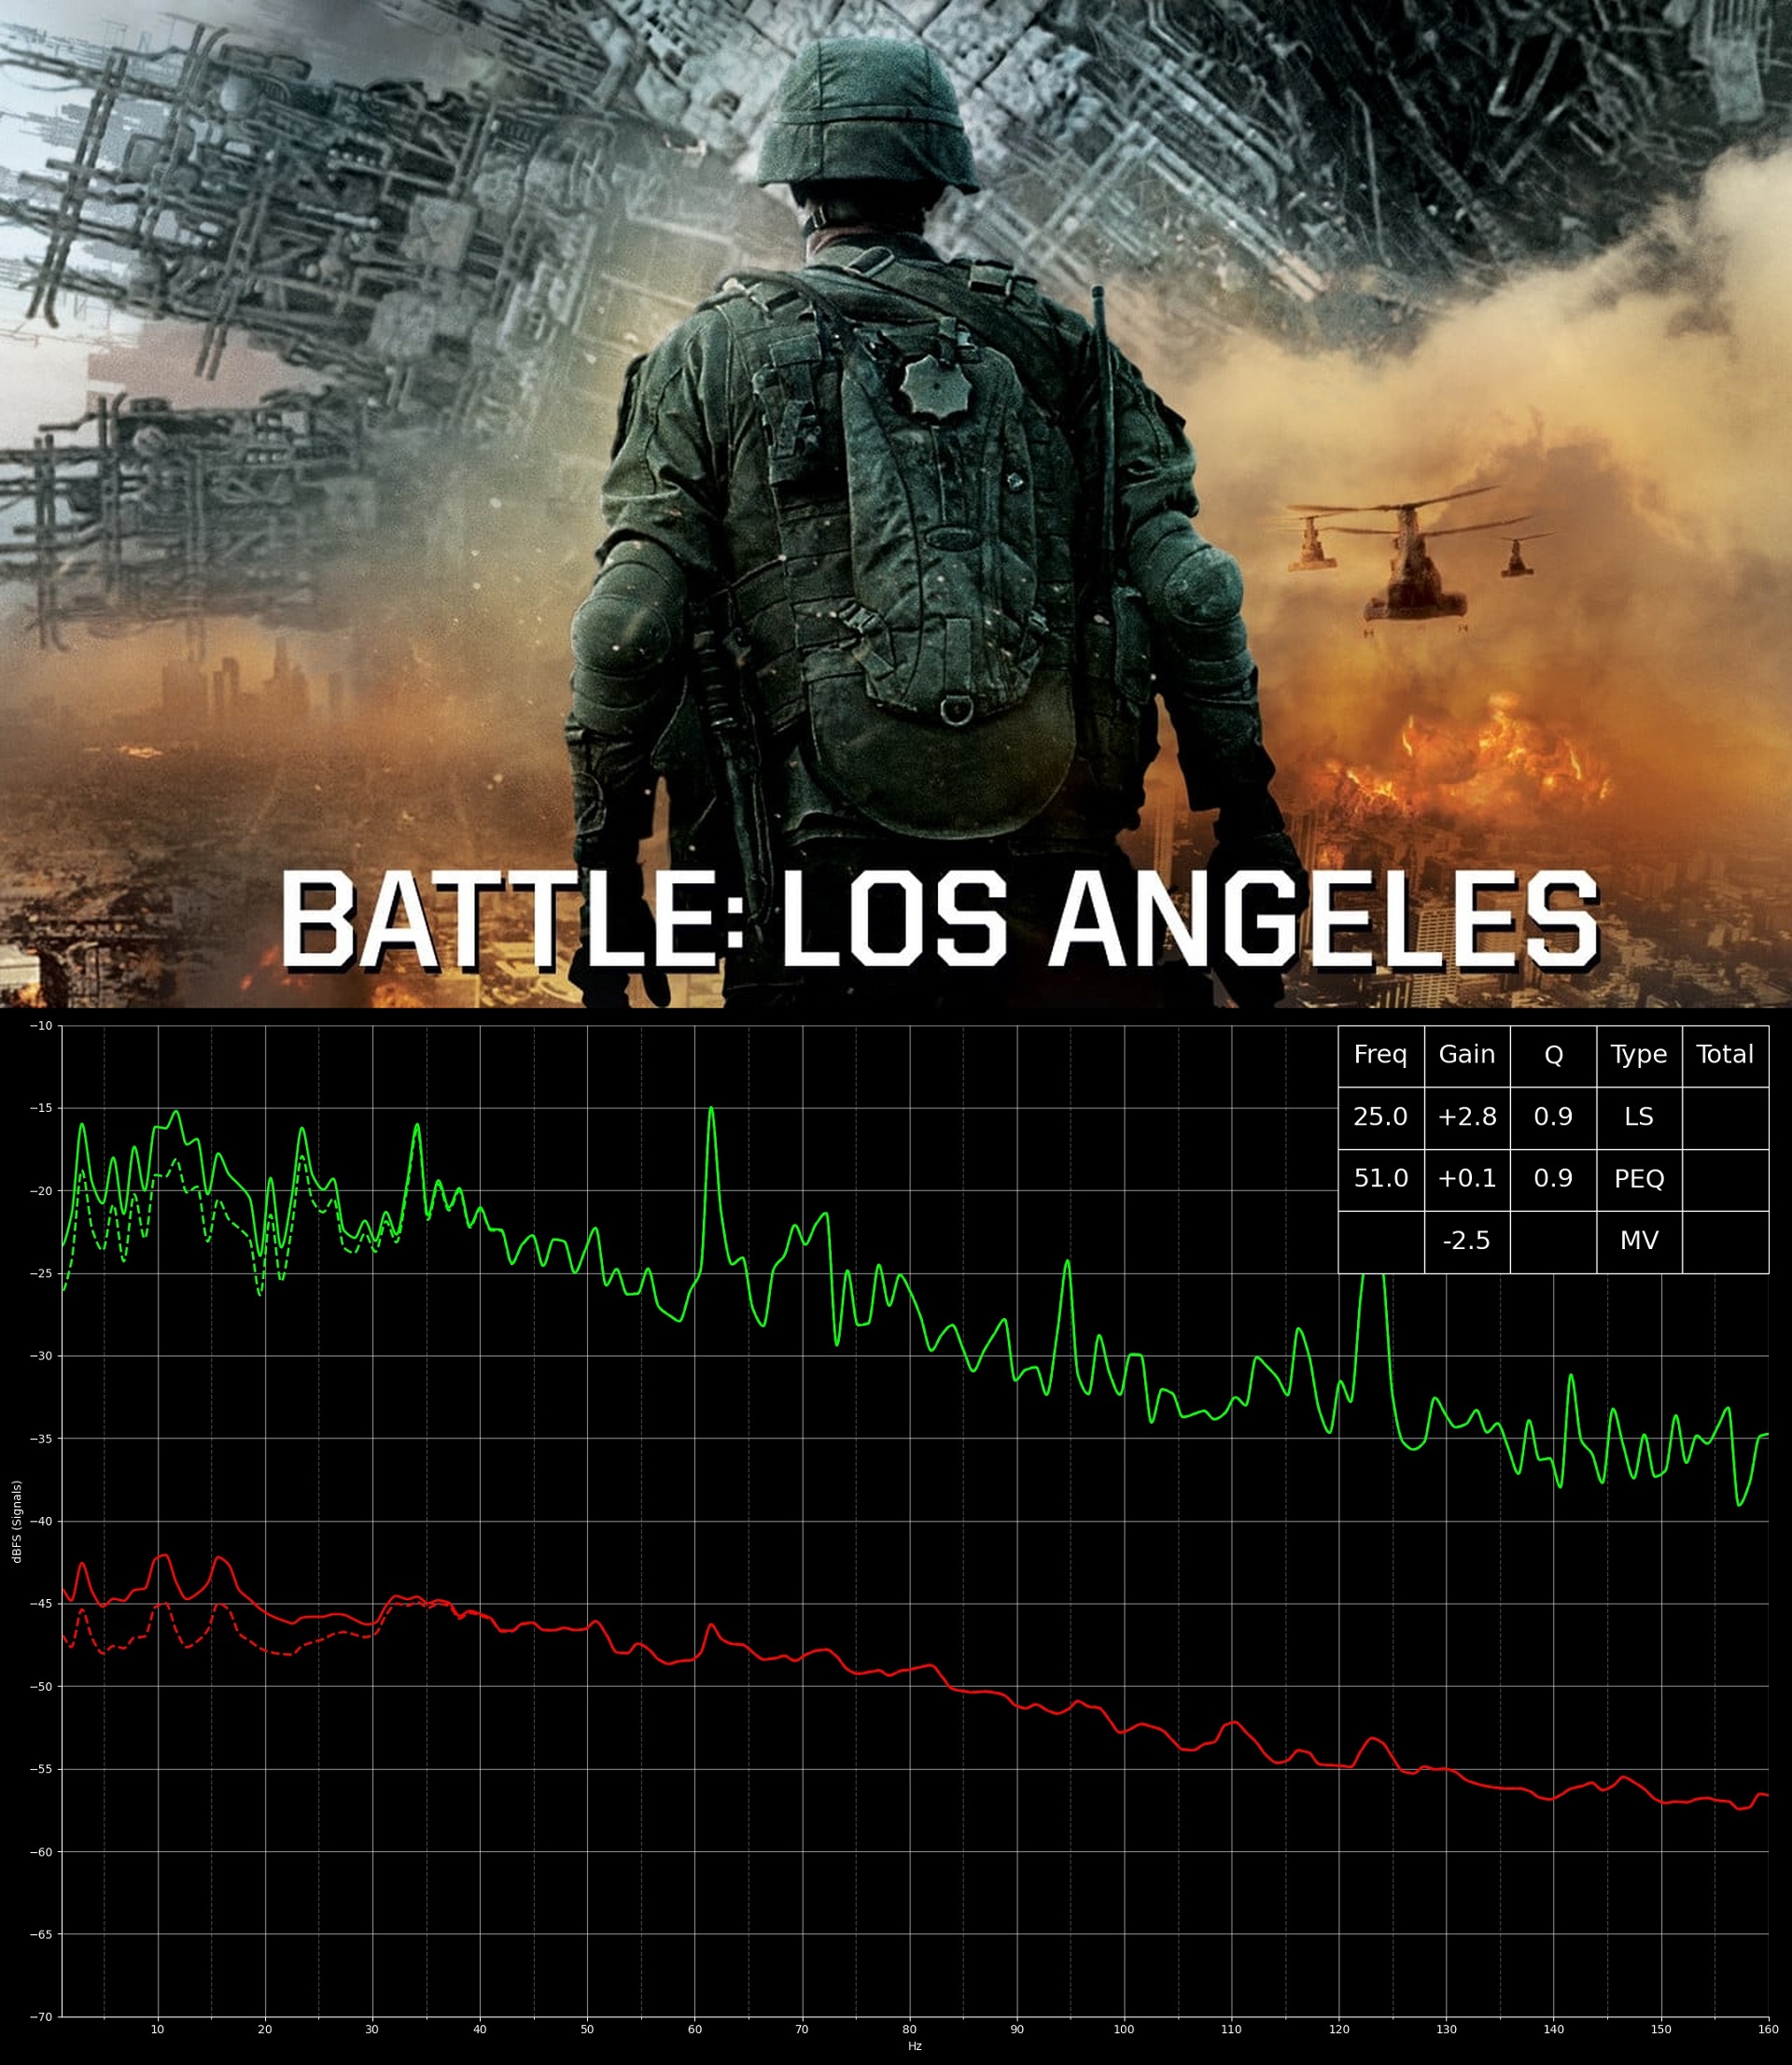 BATTLE: LOS ANGELES
Freq Gain Q Type Total
25.0 +2.8 0.9 LS
51.0 +0.1 0.9 PEQ
-2.5 MV
−10
−15
−20
−25
−30
−35
−40
−45
−50
−55
−60
−65
−70
dBFS (Signals)
10 20 30 40 50 60 70 80 90 100 110 120 130 140 150 160
Hz